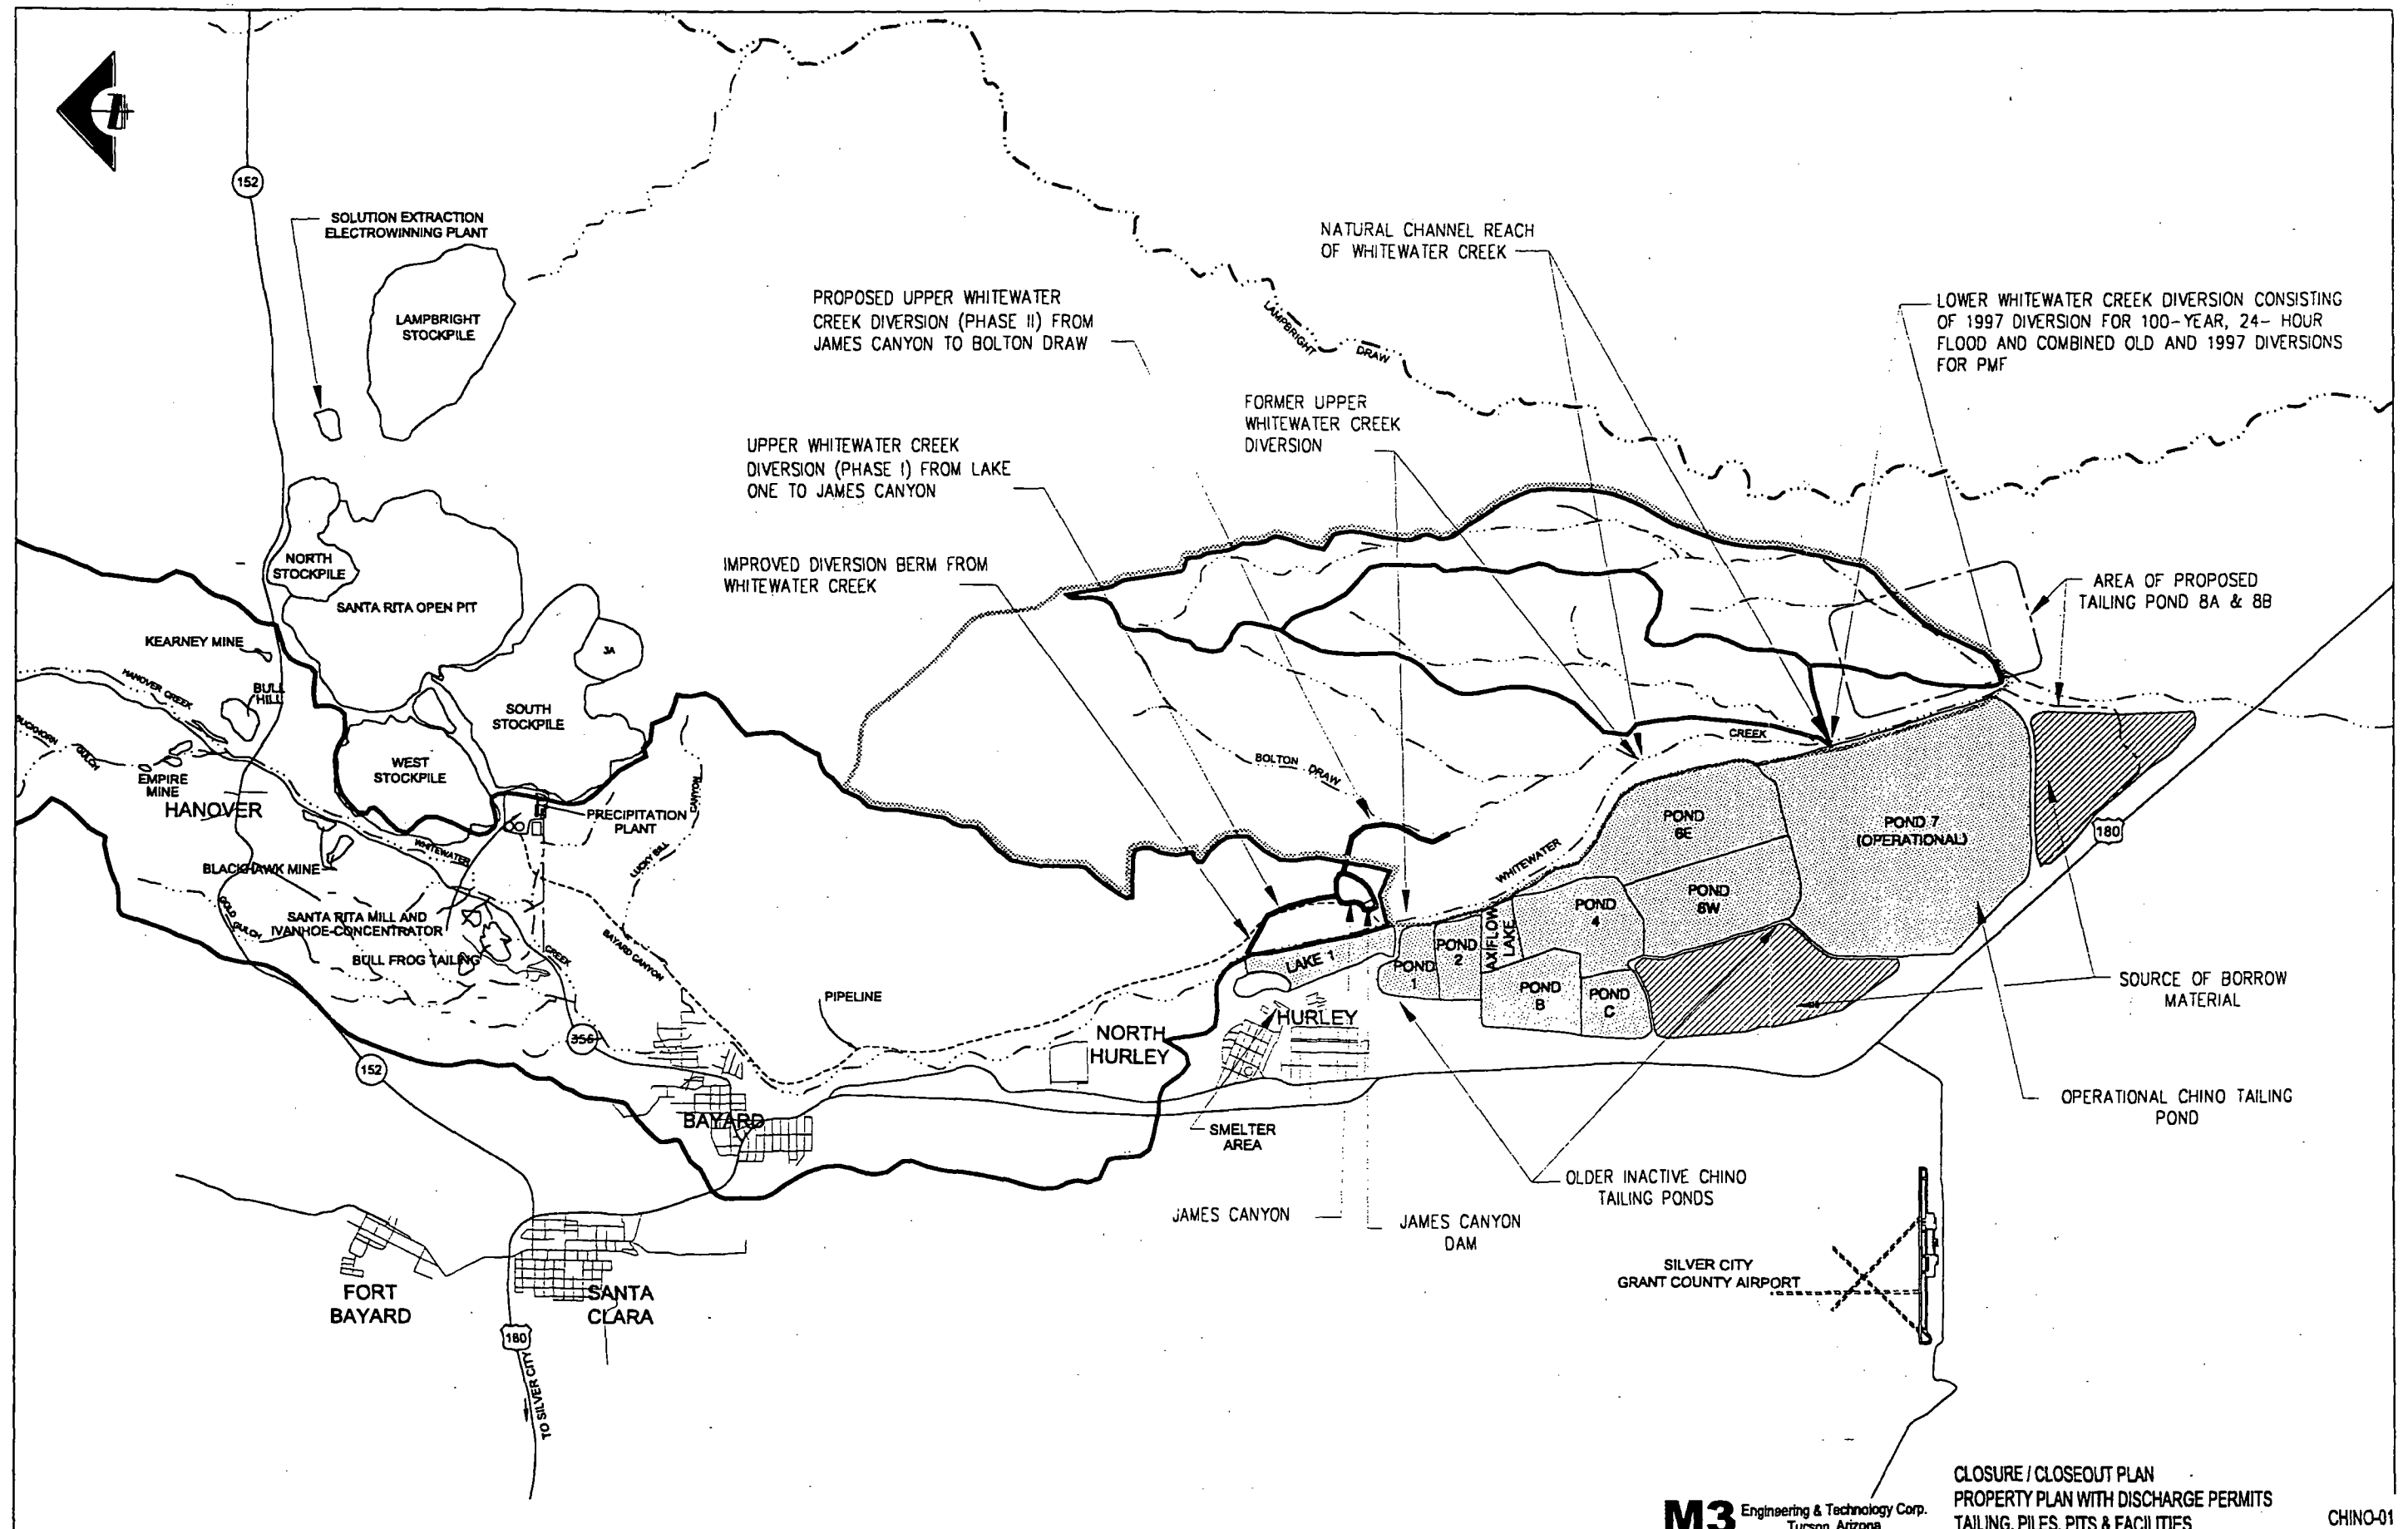 152
SOLUTION EXTRACTION
ELECTROWINNING PLANT
LAMPBRIGHT
STOCKPILE
NATURAL CHANNEL REACH
OF WHITEWATER CREEK
PROPOSED UPPER WHITEWATER
CREEK DIVERSION (PHASE II) FROM
JAMES CANYON TO BOLTON DRAW
LAMPBRIGHT DRAW
LOWER WHITEWATER CREEK DIVERSION CONSISTING
OF 1997 DIVERSION FOR 100-YEAR, 24- HOUR
FLOOD AND COMBINED OLD AND 1997 DIVERSIONS
FOR PMF
FORMER UPPER
WHITEWATER CREEK
DIVERSION
UPPER WHITEWATER CREEK
DIVERSION (PHASE I) FROM LAKE
ONE TO JAMES CANYON
IMPROVED DIVERSION BERM FROM
WHITEWATER CREEK
NORTH
STOCKPILE
SANTA RITA OPEN PIT
AREA OF PROPOSED
TAILING POND 8A & 8B
KEARNEY MINE
3A
HANOVER CREEK
BULL
HILL
SOUTH
STOCKPILE
BUCKHORN GULCH
WEST
STOCKPILE
EMPIRE
MINE
HANOVER
PRECIPITATION
PLANT
CANYON
LUCKY BILL
BOLTON DRAW
CREEK
POND
6E
POND 7
(OPERATIONAL)
180
WHITEWATER
BLACKHAWK MINE
GOLD GULCH
SANTA RITA MILL AND
IVANHOE-CONCENTRATOR
BULL FROG TAILING
CREEK
BAYARD CANYON
WHITEWATER
POND
6W
POND
4
AXIFLOW
LAKE
POND
2
POND
1
LAKE 1
POND
B
POND
C
SOURCE OF BORROW
MATERIAL
PIPELINE
356
NORTH
HURLEY
HURLEY
152
BAYARD
OPERATIONAL CHINO TAILING
POND
SMELTER
AREA
OLDER INACTIVE CHINO
TAILING PONDS
JAMES CANYON
JAMES CANYON
DAM
SILVER CITY
GRANT COUNTY AIRPORT
FORT
BAYARD
SANTA
CLARA
180
TO SILVER CITY
M3 Engineering & Technology Corp.
Tucson, Arizona
CLOSURE / CLOSEOUT PLAN
PROPERTY PLAN WITH DISCHARGE PERMITS
TAILING, PILES, PITS & FACILITIES
CHINO-01